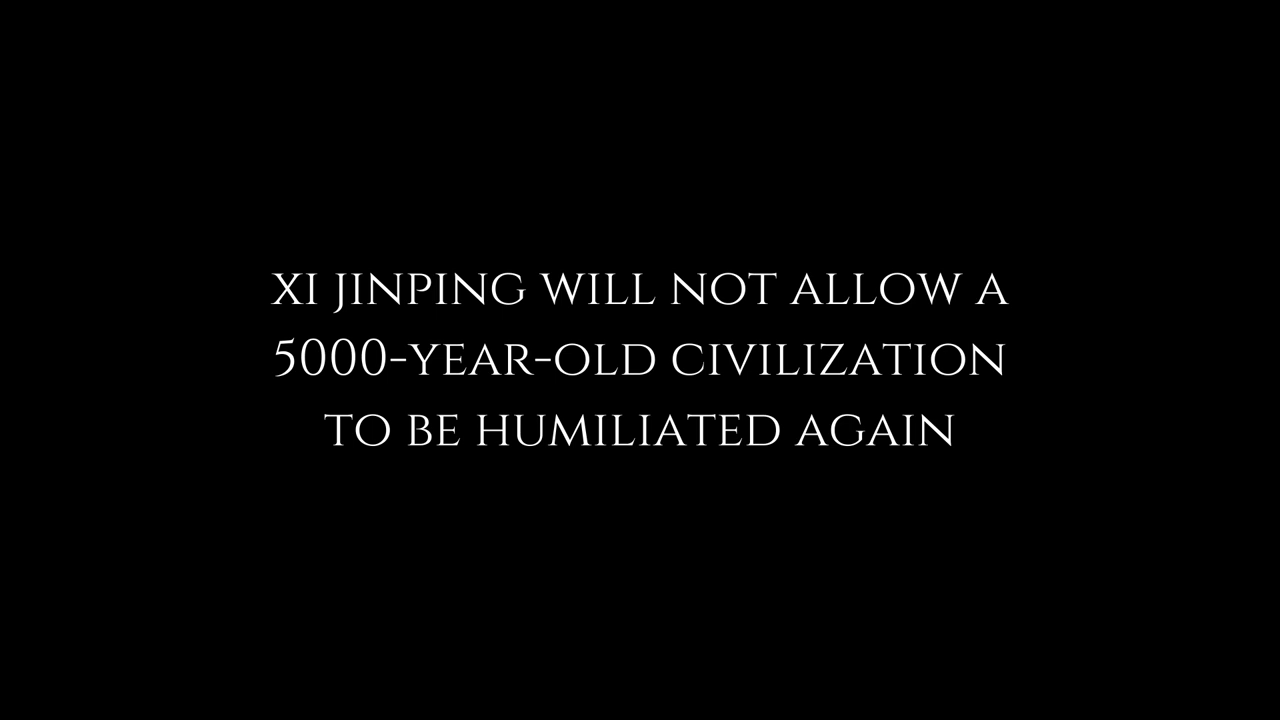 XI JINPING WILL NOT ALLOW A
5000-YEAR-OLD CIVILIZATION
TO BE HUMILIATED AGAIN